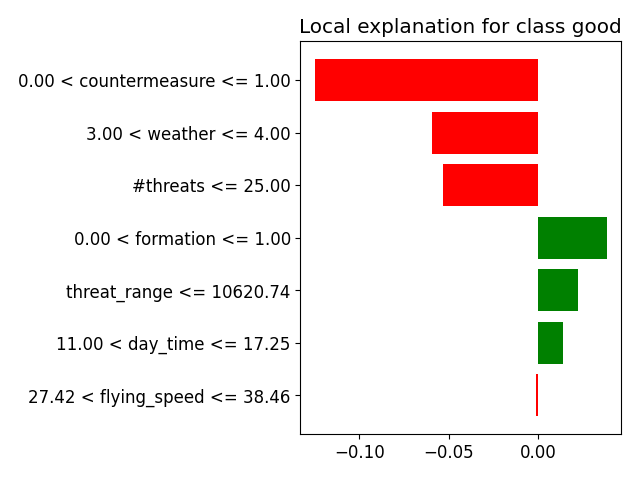 Local explanation for class good
0.00 < countermeasure <= 1.00
3.00 < weather <= 4.00
#threats <= 25.00
0.00 < formation <= 1.00
threat_range <= 10620.74
11.00 < day_time <= 17.25
27.42 < flying_speed <= 38.46
−0.10 −0.05 0.00